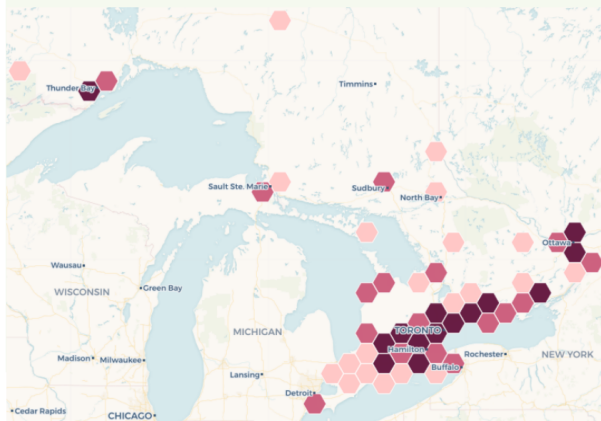 Timmins
Thunder Bay
Sault Ste. Marie
Sudbury
North Bay
Ottawa
Wausau
Green Bay
WISCONSIN
MICHIGAN
TORONTO
Hamilton
Rochester
NEW YORK
Madison
Milwaukee
Lansing
Buffalo
Detroit
Cedar Rapids
CHICAGO